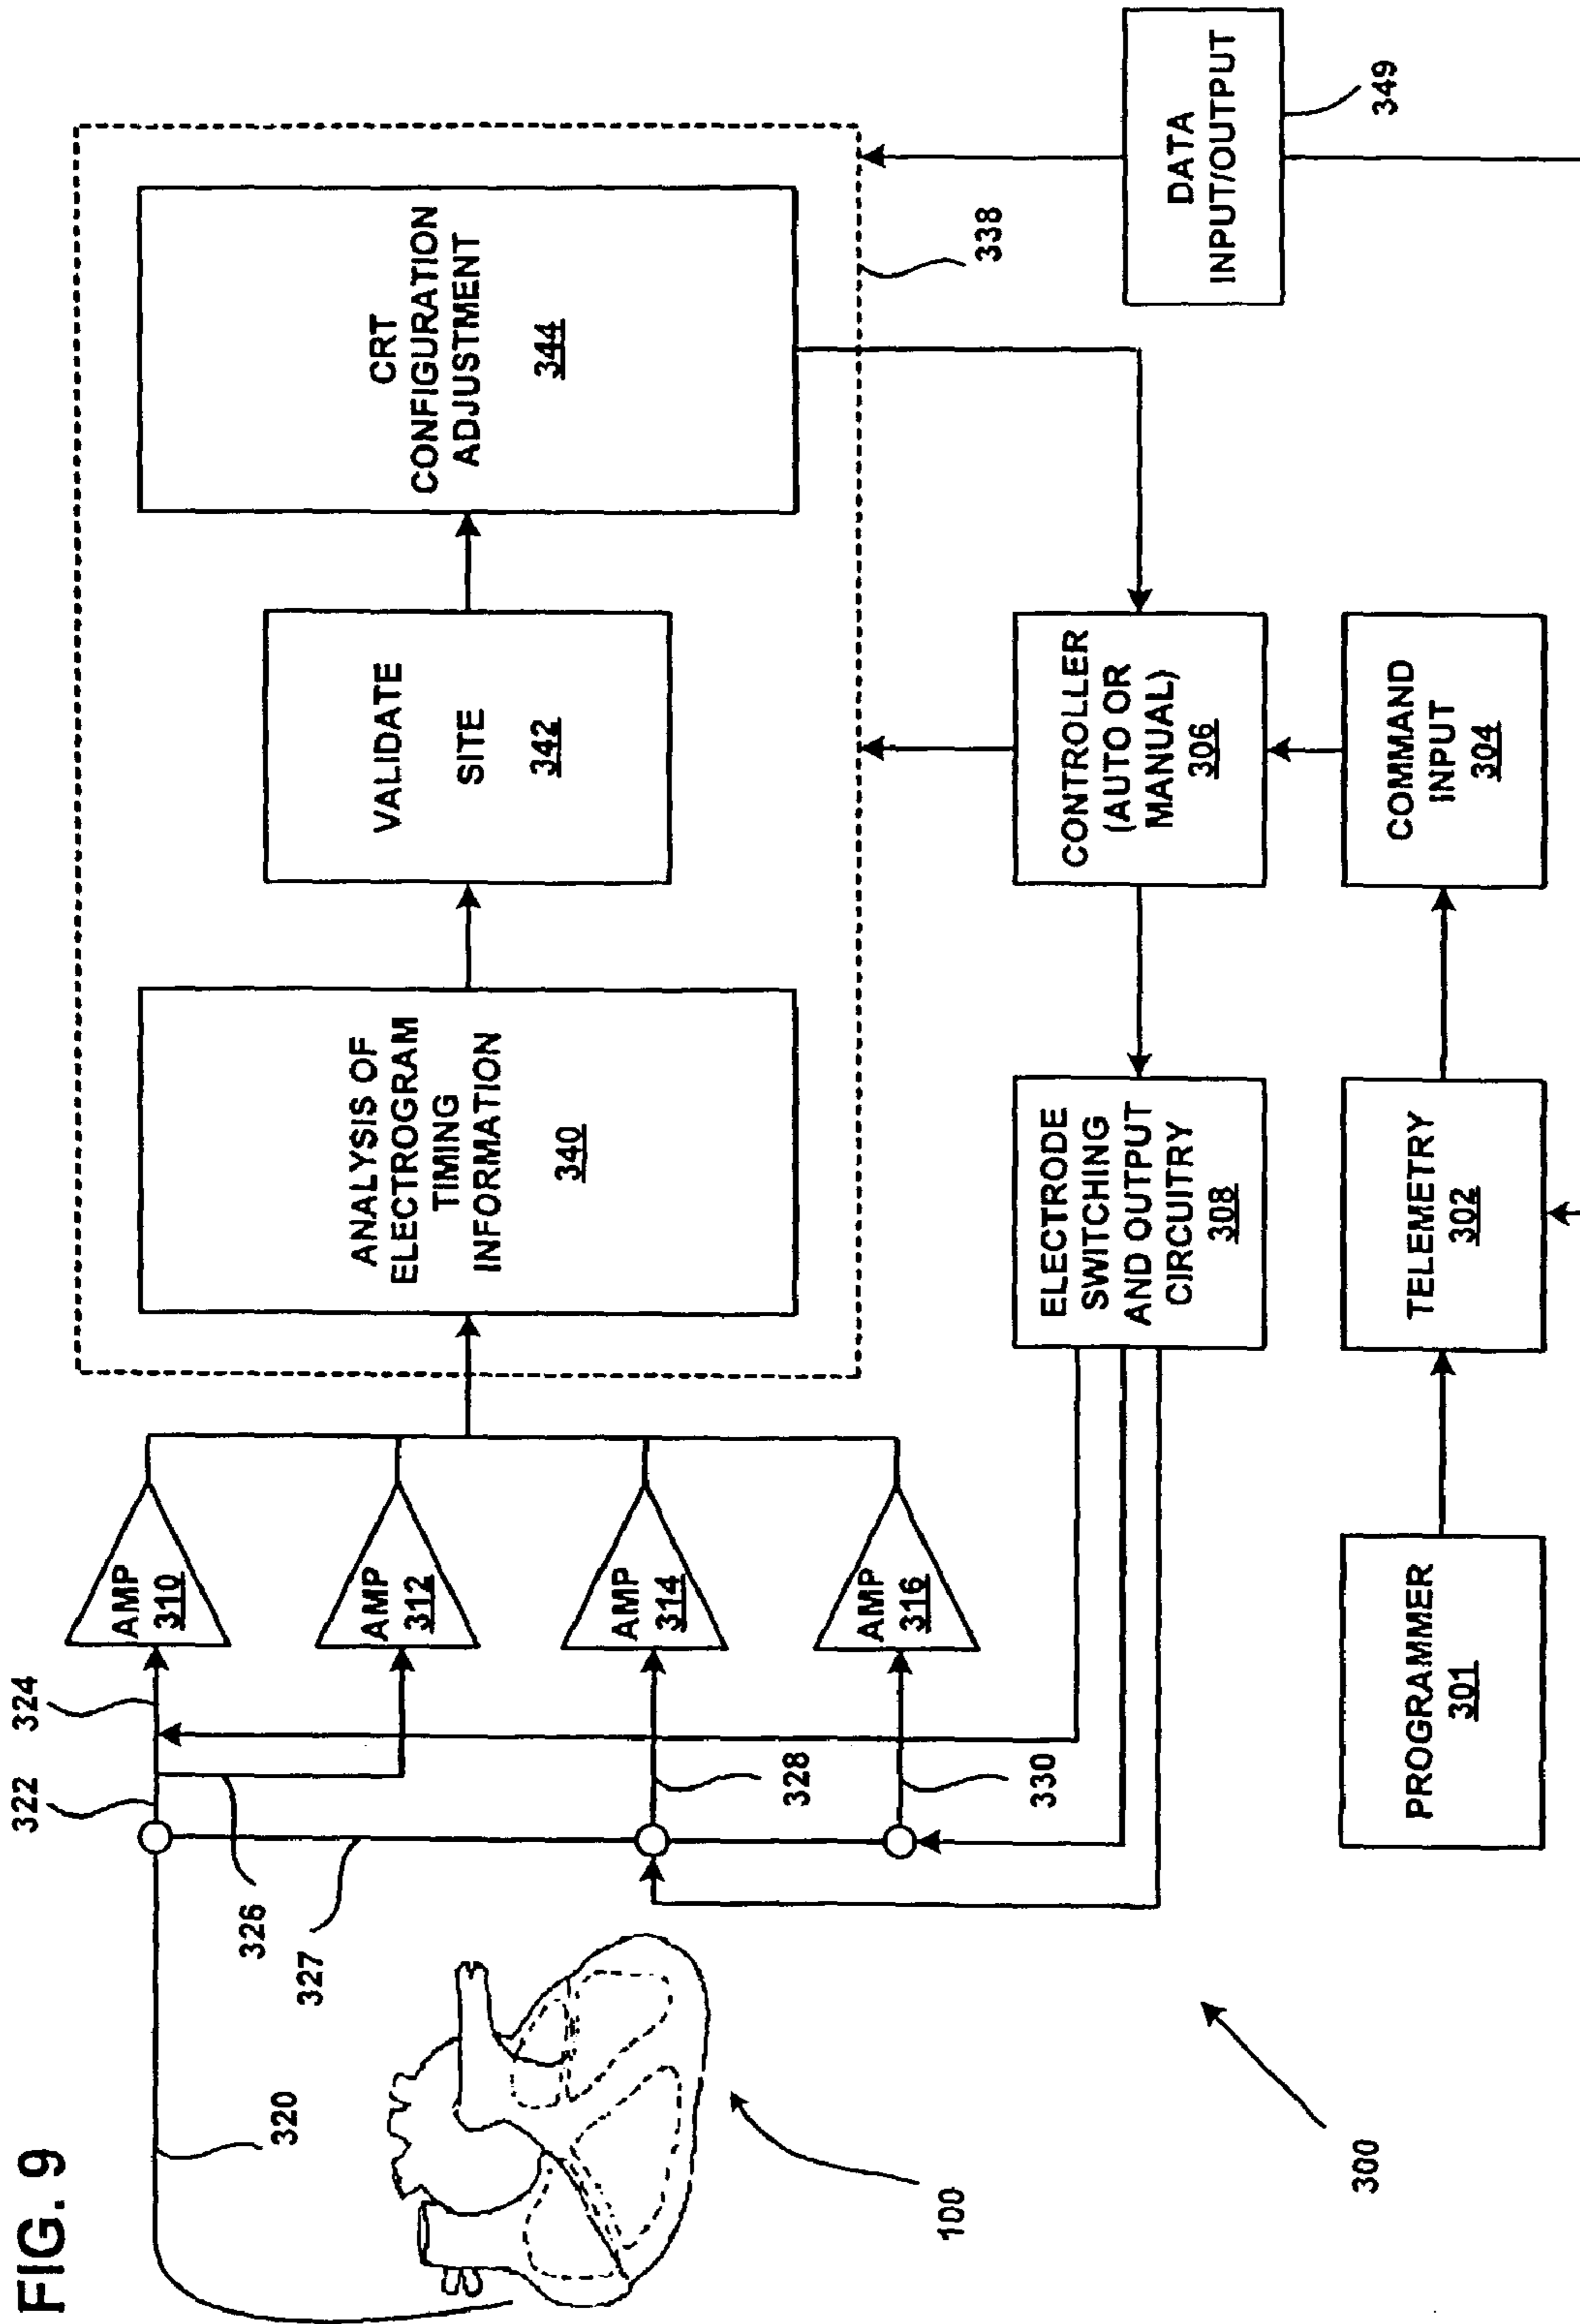 FIG. 9
320
322
324
326
327
328
330
100
300
AMP
310
AMP
312
AMP
314
AMP
316
ANALYSIS OF
ELECTROGRAM
TIMING
INFORMATION
340
VALIDATE
SITE
342
CRT
CONFIGURATION
ADJUSTMENT
344
338
ELECTRODE
SWITCHING
AND OUTPUT
CIRCUITRY
308
CONTROLLER
(AUTO OR
MANUAL)
306
PROGRAMMER
301
TELEMETRY
302
COMMAND
INPUT
304
DATA
INPUT/OUTPUT
349